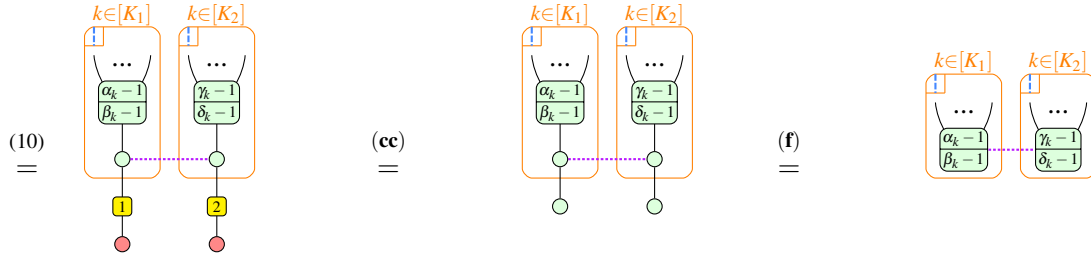 k∈[K₁] k∈[K₂] k∈[K₁] k∈[K₂]
k∈[K₁] k∈[K₂]
... ... ... ...
αₖ − 1 γₖ − 1 αₖ − 1 γₖ − 1
βₖ − 1 δₖ − 1 βₖ − 1 δₖ − 1
... ...
(10) (cc) (f) αₖ − 1 γₖ − 1
= = = βₖ − 1 δₖ − 1
1 2